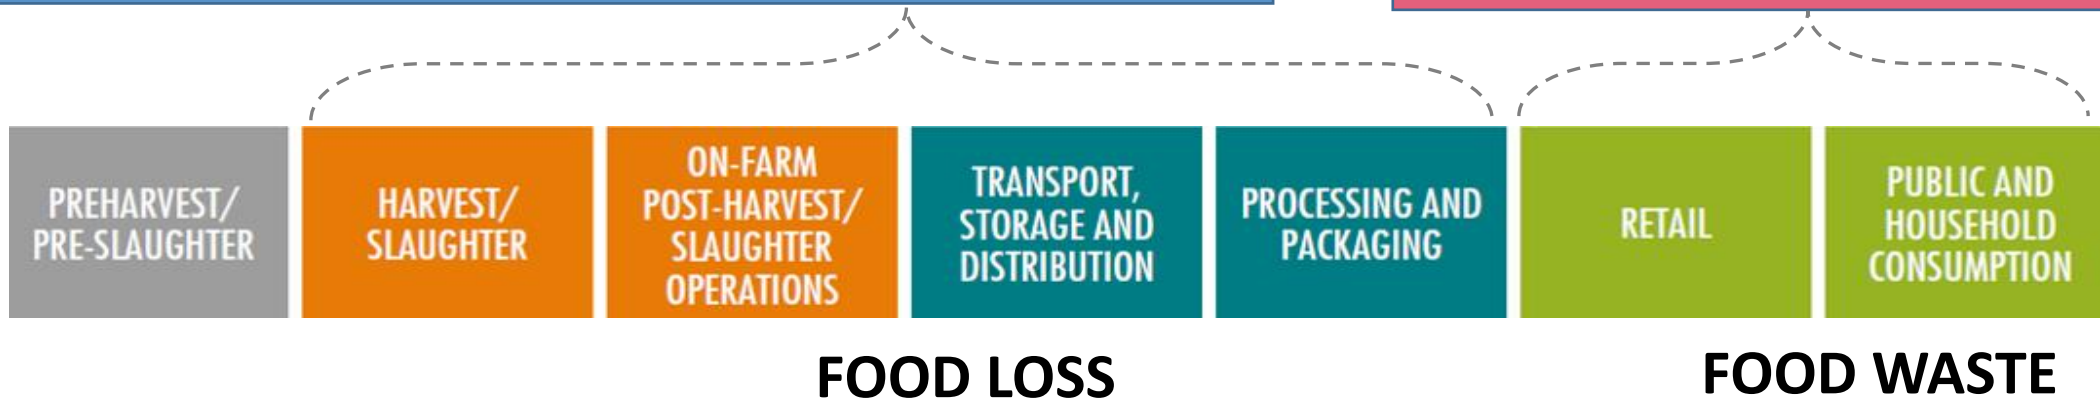 PREHARVEST/
PRE-SLAUGHTER
HARVEST/
SLAUGHTER
ON-FARM
POST-HARVEST/
SLAUGHTER
OPERATIONS
TRANSPORT,
STORAGE AND
DISTRIBUTION
PROCESSING AND
PACKAGING
RETAIL
PUBLIC AND
HOUSEHOLD
CONSUMPTION
FOOD LOSS
FOOD WASTE